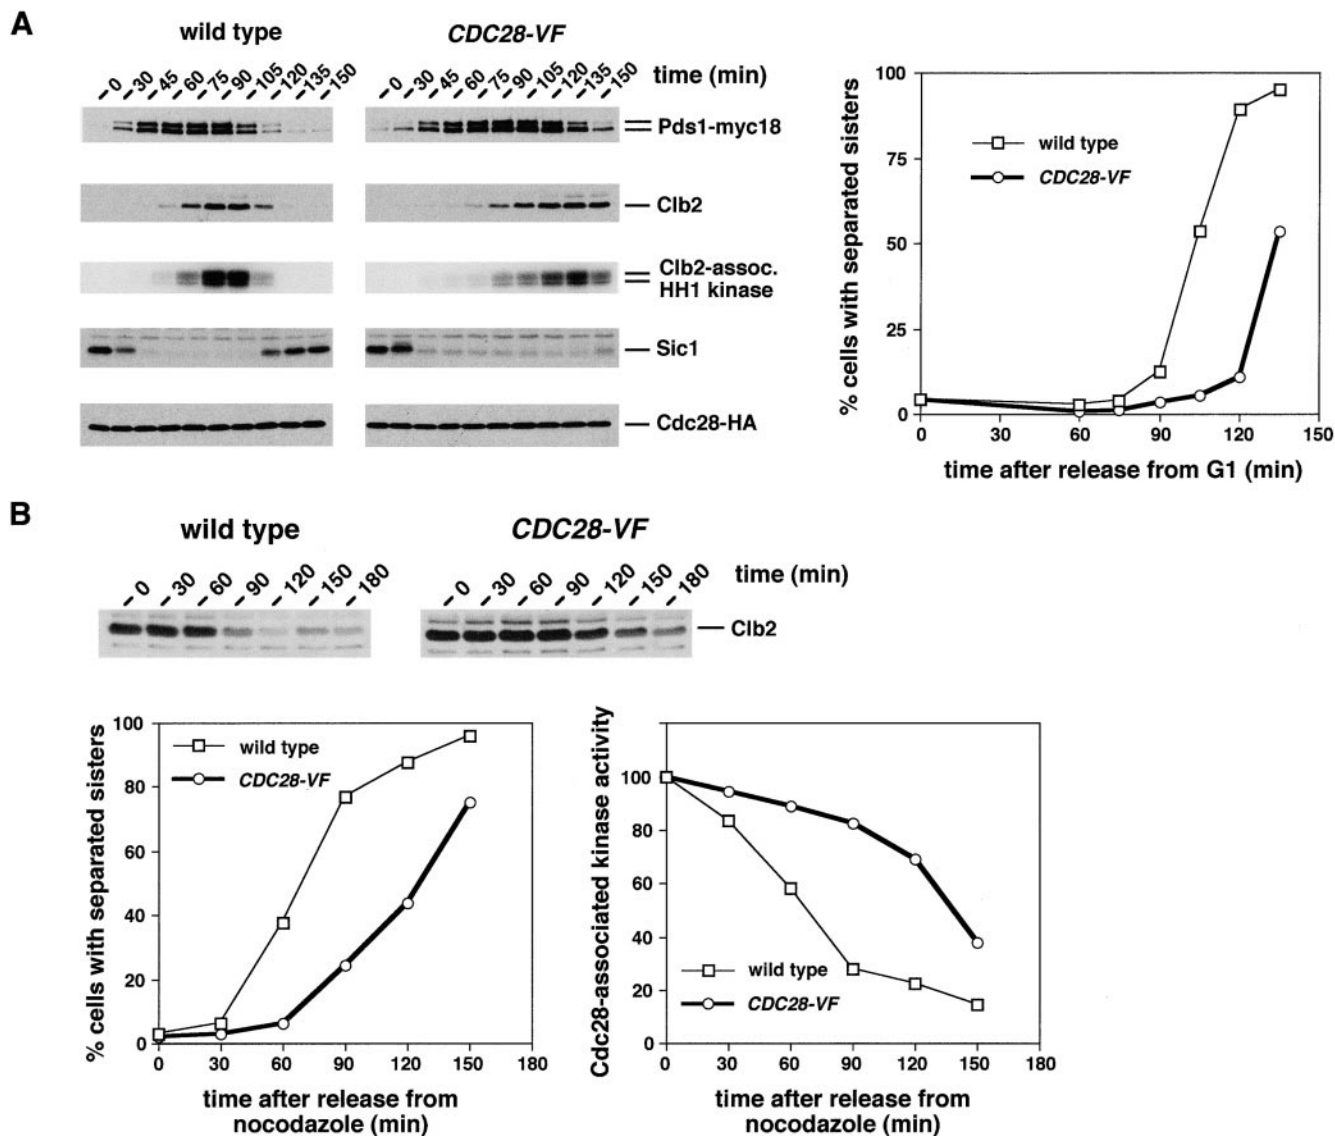 A
wild type
CDC28-VF
0 30 45 60 75 90 105 120 135 150
0 30 45 60 75 90 105 120 135 150
time (min)
Pds1-myc18
Clb2
Clb2-assoc.
HH1 kinase
Sic1
Cdc28-HA
% cells with separated sisters
100
75
50
25
0
wild type
CDC28-VF
0 30 60 90 120 150
time after release from G1 (min)
B
wild type
CDC28-VF
0 30 60 90 120 150 180
0 30 60 90 120 150 180
time (min)
Clb2
% cells with separated sisters
100
80
60
40
20
0
wild type
CDC28-VF
0 30 60 90 120 150 180
time after release from
nocodazole (min)
Cdc28-associated kinase activity
100
80
60
40
20
0
wild type
CDC28-VF
0 30 60 90 120 150 180
time after release from
nocodazole (min)